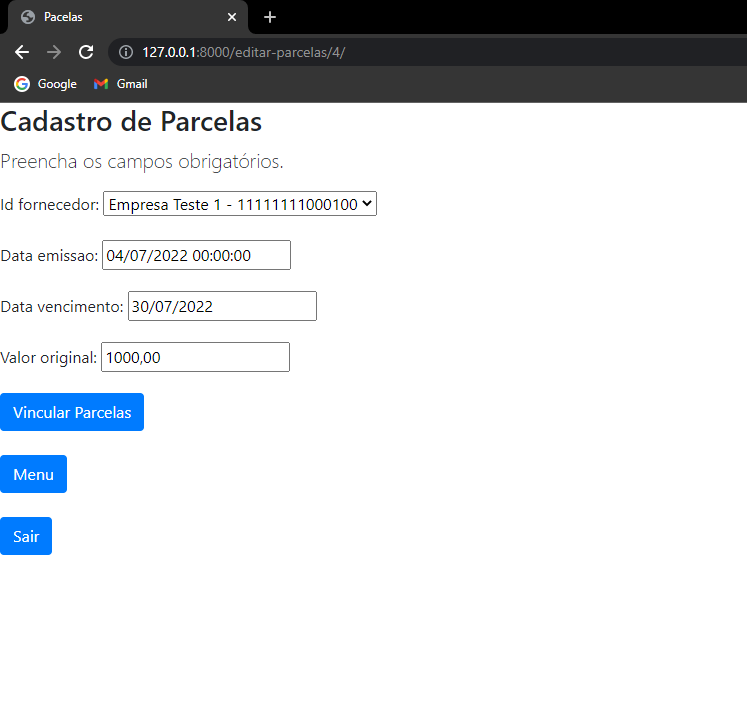 Pacelas
127.0.0.1:8000/editar-parcelas/4/
Google Gmail
Cadastro de Parcelas
Preencha os campos obrigatórios.
Id fornecedor: Empresa Teste 1 - 11111111000100
Data emissao: 04/07/2022 00:00:00
Data vencimento: 30/07/2022
Valor original: 1000,00
Vincular Parcelas
Menu
Sair